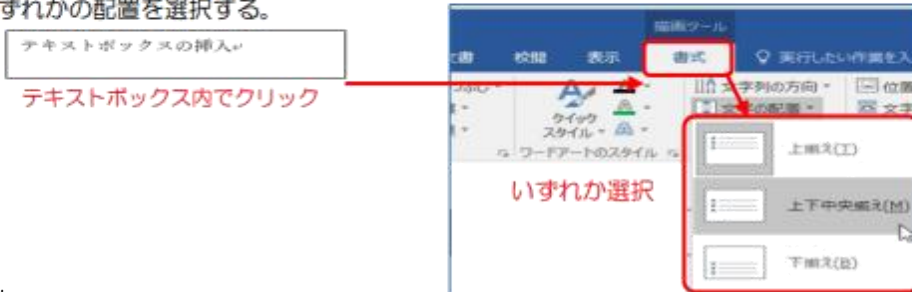 ずれかの配置を選択する。
テキストボックスの挿入↵
テキストボックス内でクリック
描画ツール
校閲 表示 書式 実行したい作業を入
文字列の方向 位置
クイック 文字の配置 文字
スタイル
ワードアートのスタイル
上揃え(T)
いずれか選択
上下中央揃え(M)
下揃え(B)